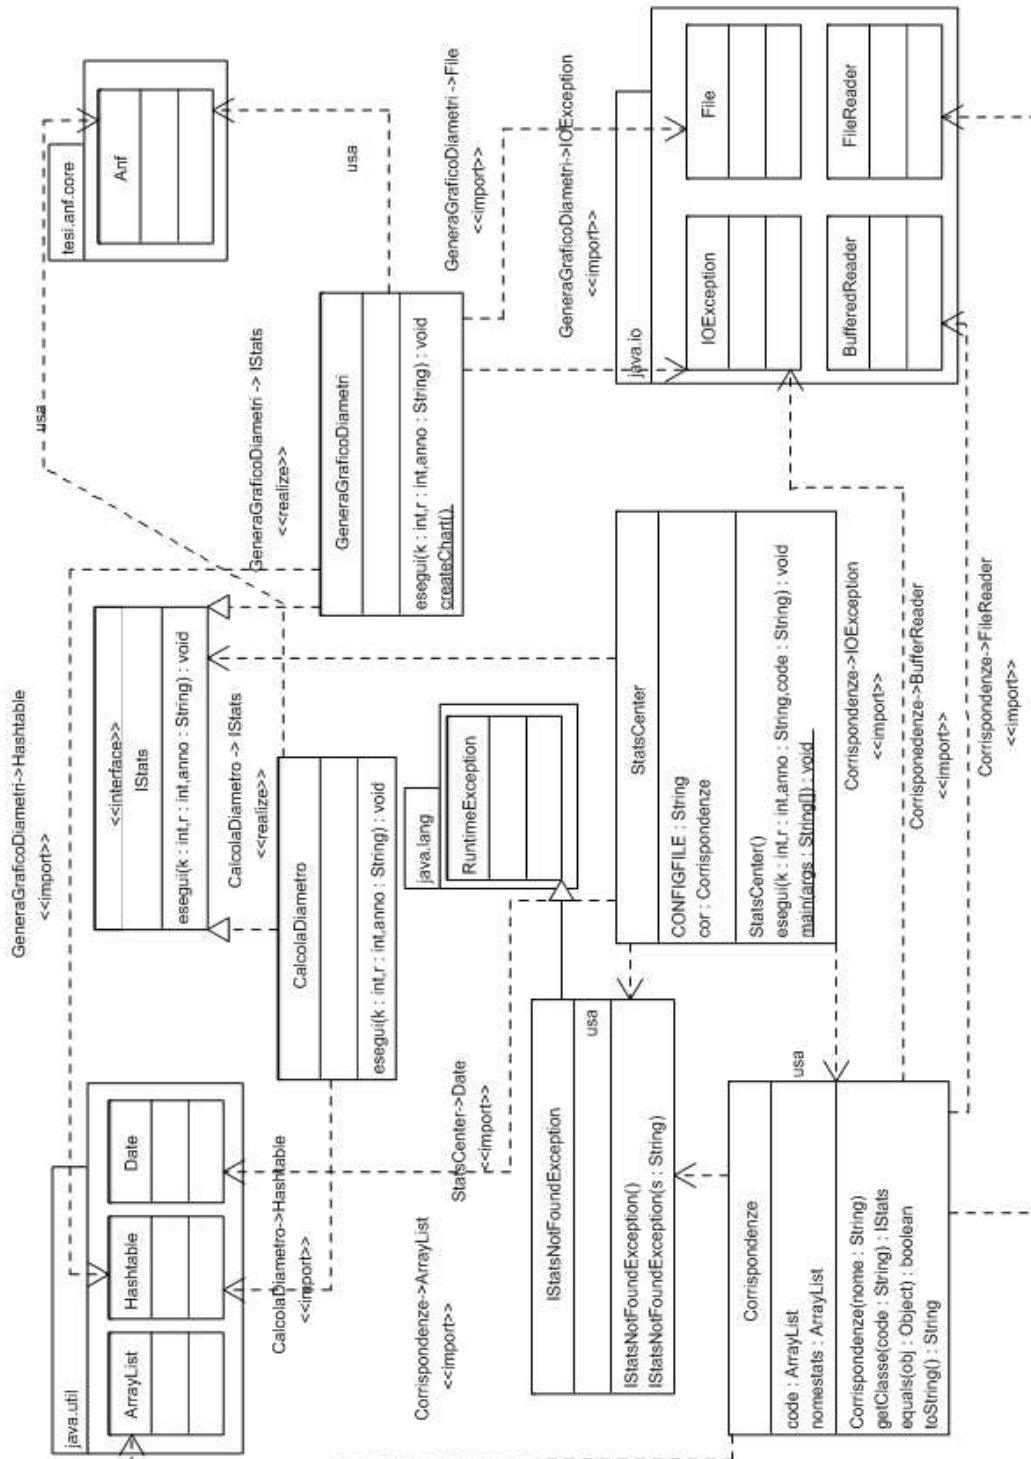 java.util
ArrayList
Hashtable
Date
GeneraGraficoDiametri->Hashtable
<<import>>
<<interface>>
IStats
esegui(k : int,r : int,anno : String) : void
usa
tesi.anf.core
Anf
CalcolaDiametro -> IStats
<<realize>>
GeneraGraficoDiametri -> IStats
<<realize>>
usa
CalcolaDiametro->Hashtable
<<import>>
CalcolaDiametro
esegui(k : int,r : int,anno : String) : void
GeneraGraficoDiametri
esegui(k : int,r : int,anno : String) : void
createChart()
GeneraGraficoDiametri ->File
<<import>>
Corrispondenze->ArrayList
<<import>>
StatsCenter->Date
<<import>>
java.lang
RuntimeException
GeneraGraficoDiametri->IOException
<<import>>
IStatsNotFoundException
usa
IStatsNotFoundException()
IStatsNotFoundException(s : String)
StatsCenter
CONFIGFILE : String
cor : Corrispondenze
StatsCenter()
esegui(k : int,r : int,anno : String,code : String) : void
main(args : String[]) : void
java.io
IOException
File
BufferedReader
FileReader
Corrispondenze
code : ArrayList
nomestats : ArrayList
Corrispondenze(nome : String)
getClasse(code : String) : IStats
equals(obj : Object) : boolean
toString() : String
usa
Corrispondenze->IOException
<<import>>
Corrisponedenze->BufferReader
<<import>>
Corrispondenze->FileReader
<<import>>